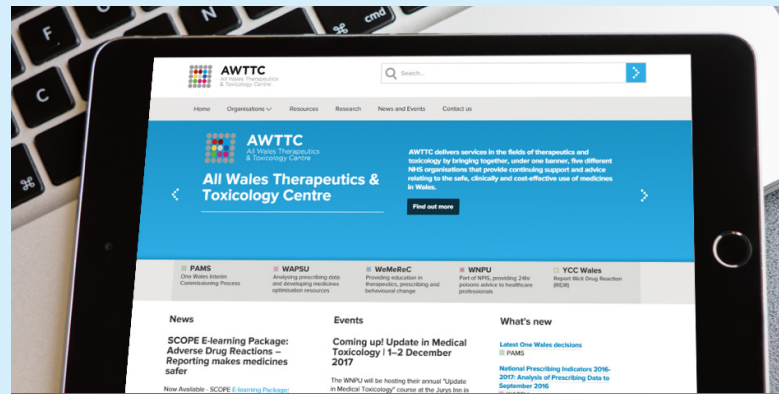 F
C
N
cmd
⌘
⌘
AWTTC
All Wales Therapeutics
& Toxicology Centre
Search...
Home Organisations Resources Research News and Events Contact us
AWTTC
All Wales Therapeutics
& Toxicology Centre
All Wales Therapeutics &
Toxicology Centre
AWTTC delivers services in the fields of therapeutics and
toxicology by bringing together, under one banner, five different
NHS organisations that provide continuing support and advice
relating to the safe, clinically and cost-effective use of medicines
in Wales.
Find out more
PAMS
One Wales Interim
Commissioning Process
WAPSU
Analysing prescribing data
and developing medicines
optimisation resources
WeMeReC
Providing education in
therapeutics, prescribing and
behavioural change
WNPU
Part of NPIS, providing 24hr
poisons advice to healthcare
professionals
YCC Wales
Report Illicit Drug Reaction
(RIDR)
News
SCOPE E-learning Package:
Adverse Drug Reactions –
Reporting makes medicines
safer
Now Available - SCOPE E-learning Package:
Events
Coming up! Update in Medical
Toxicology | 1–2 December
2017
The WNPU will be hosting their annual "Update
in Medical Toxicology" course at the Jurys Inn in
What's new
Latest One Wales decisions
PAMS
National Prescribing Indicators 2016-
2017: Analysis of Prescribing Data to
September 2016